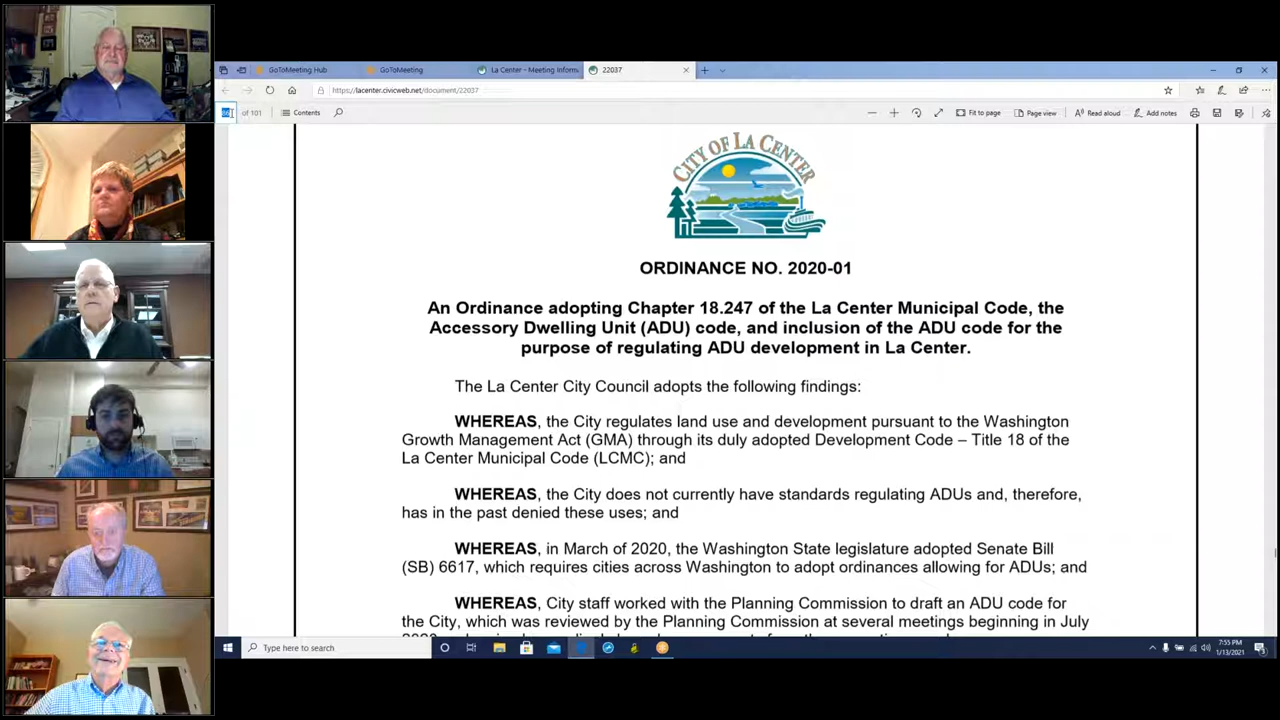 GoToMeeting Hub
GoToMeeting
La Center - Meeting Inform
22037
https://lacenter.civicweb.net/document/22037
of 101
Contents
Fit to page
Page view
Read aloud
Add notes
CITY OF LA CENTER
ORDINANCE NO. 2020-01
An Ordinance adopting Chapter 18.247 of the La Center Municipal Code, the
Accessory Dwelling Unit (ADU) code, and inclusion of the ADU code for the
purpose of regulating ADU development in La Center.
The La Center City Council adopts the following findings:
WHEREAS, the City regulates land use and development pursuant to the Washington
Growth Management Act (GMA) through its duly adopted Development Code – Title 18 of the
La Center Municipal Code (LCMC); and
WHEREAS, the City does not currently have standards regulating ADUs and, therefore,
has in the past denied these uses; and
WHEREAS, in March of 2020, the Washington State legislature adopted Senate Bill
(SB) 6617, which requires cities across Washington to adopt ordinances allowing for ADUs; and
WHEREAS, City staff worked with the Planning Commission to draft an ADU code for
the City, which was reviewed by the Planning Commission at several meetings beginning in July
Type here to search
7:55 PM
1/13/2021